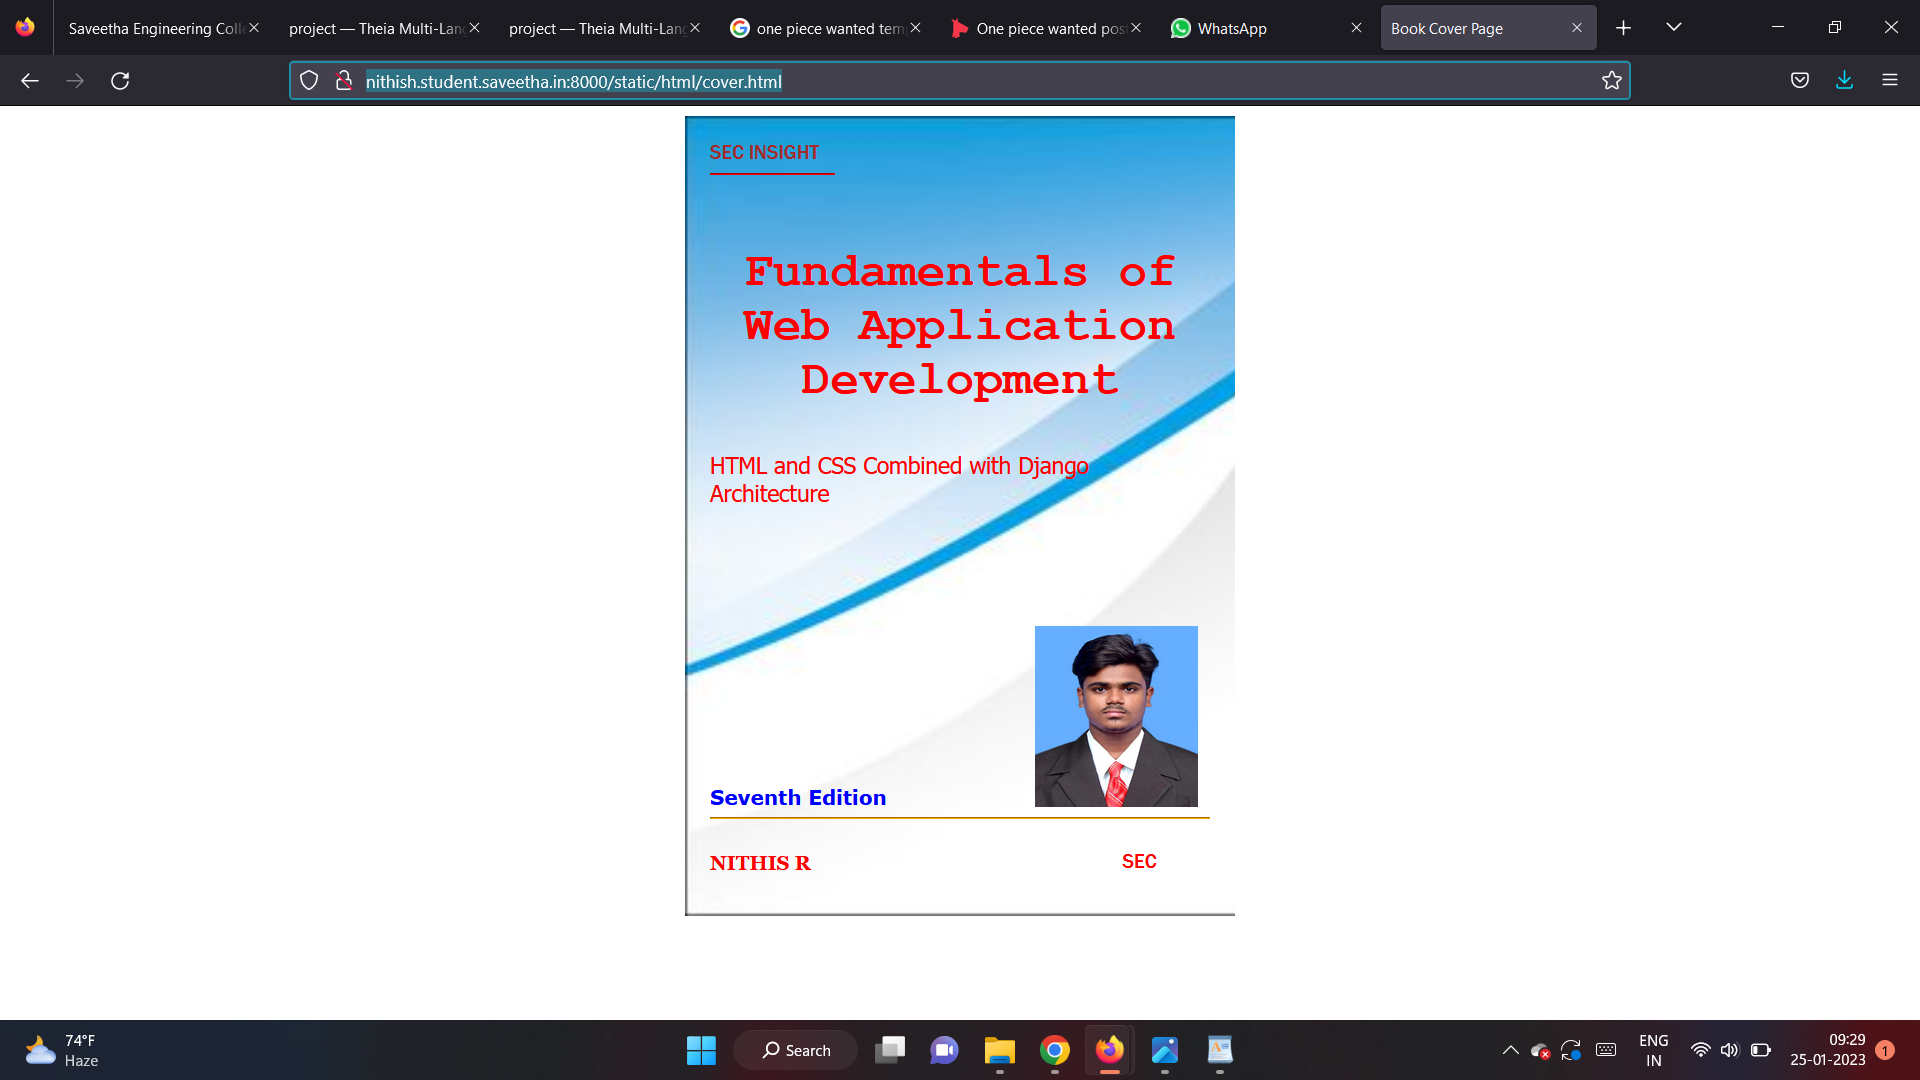 Saveetha Engineering Coll
project — Theia Multi-Lang
project — Theia Multi-Lang
one piece wanted tem
One piece wanted pos
WhatsApp
Book Cover Page
nithish.student.saveetha.in:8000/static/html/cover.html
SEC INSIGHT
Fundamentals of
Web Application
Development
HTML and CSS Combined with Django
Architecture
Seventh Edition
NITHIS R
SEC
74°F
Haze
Search
ENG
IN
09:29
25-01-2023
1